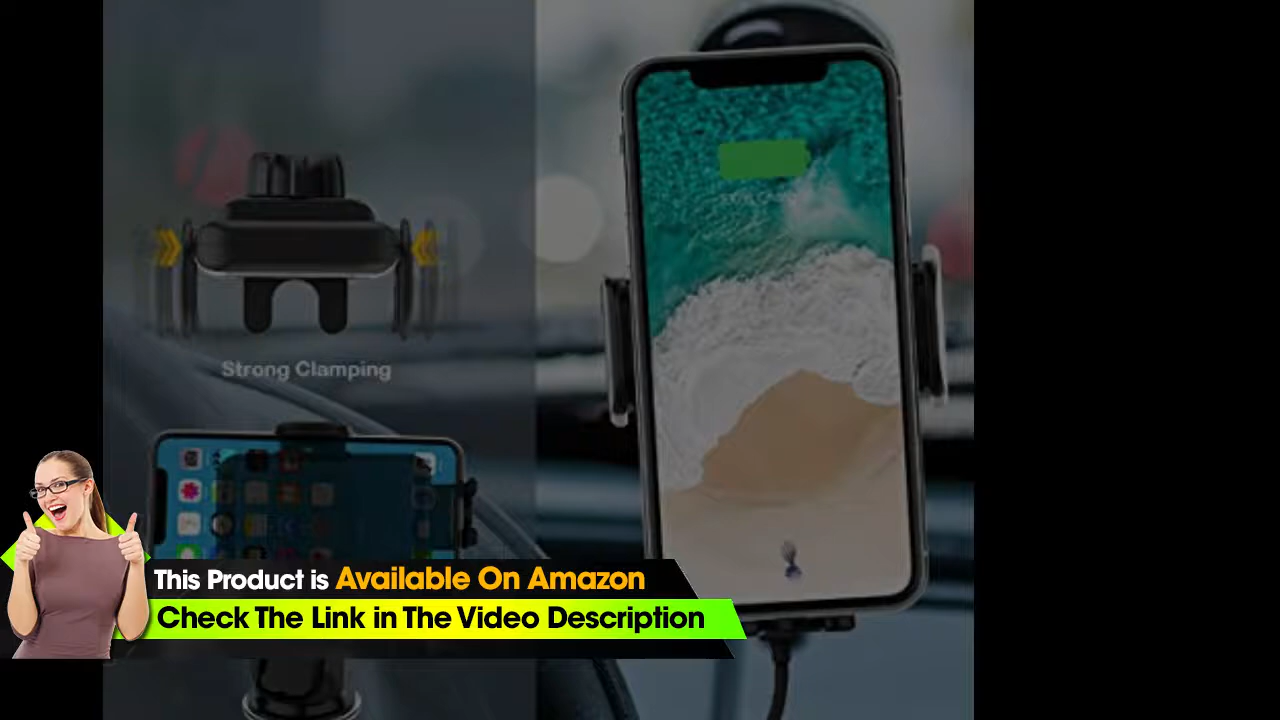 Strong Clamping
This Product is Available On Amazon
Check The Link in The Video Description